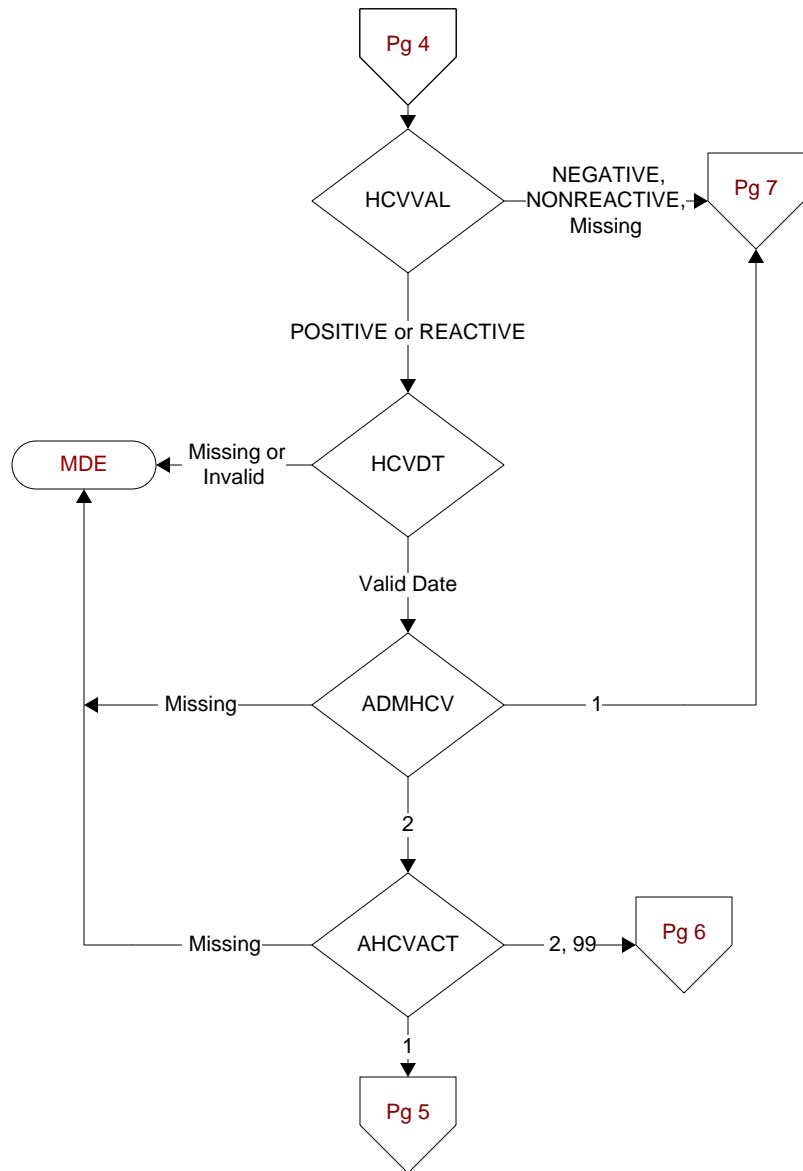 Pg 4
HCVVAL
NEGATIVE,
NONREACTIVE,
Missing
Pg 7
POSITIVE or REACTIVE
MDE
Missing or
Invalid
HCVDT
Valid Date
Missing
ADMHCV
1
2
Missing
AHCVACT
2, 99
Pg 6
1
Pg 5